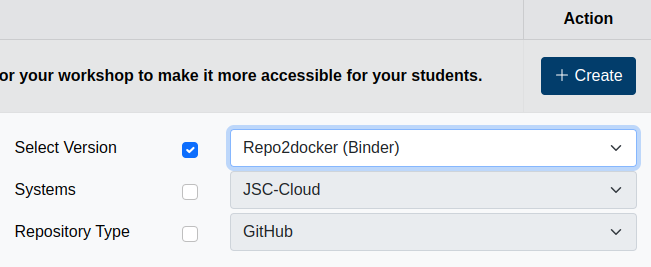 Action
or your workshop to make it more accessible for your students.
+ Create
Select Version
Repo2docker (Binder)
Systems
JSC-Cloud
Repository Type
GitHub